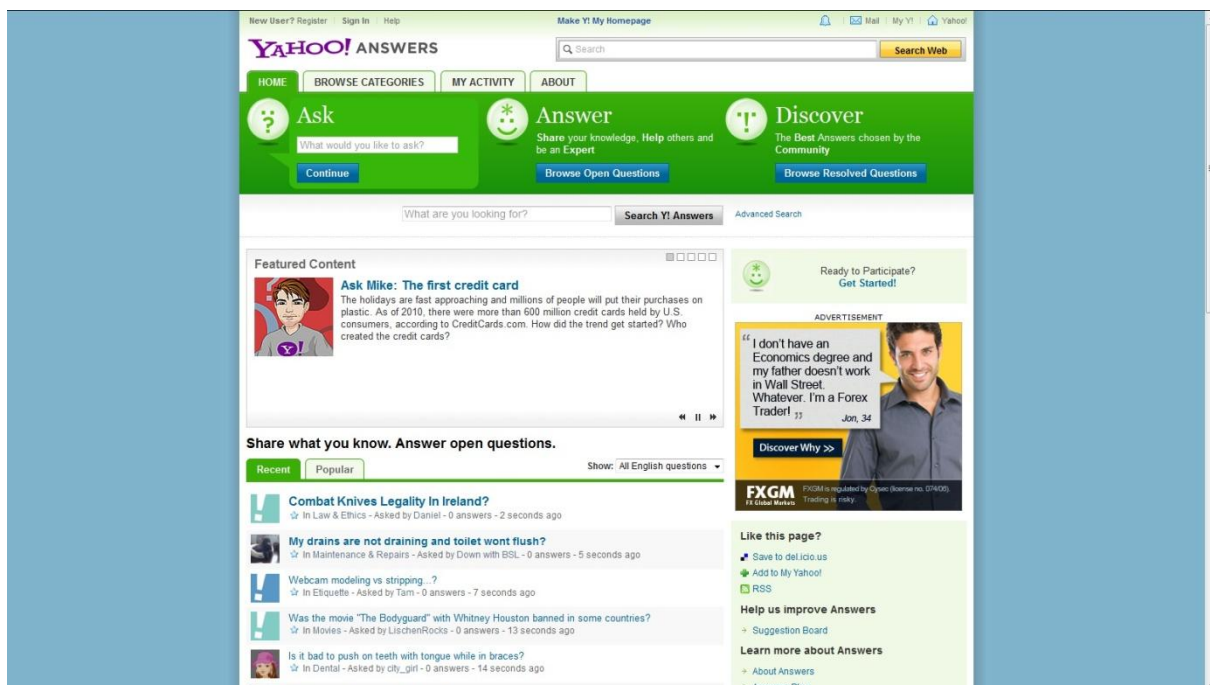 New User? Register | Sign In | Help
Make Y! My Homepage
Mail | My Y! | Yahoo!
YAHOO! ANSWERS
Search
Search Web
HOME
BROWSE CATEGORIES
MY ACTIVITY
ABOUT
Ask
What would you like to ask?
Continue
Answer
Share your knowledge, Help others and
be an Expert
Browse Open Questions
Discover
The Best Answers chosen by the
Community
Browse Resolved Questions
What are you looking for?
Search Y! Answers
Advanced Search
Featured Content
Ask Mike: The first credit card
The holidays are fast approaching and millions of people will put their purchases on
plastic. As of 2010, there were more than 600 million credit cards held by U.S.
consumers, according to CreditCards.com. How did the trend get started? Who
created the credit cards?
Y!
Share what you know. Answer open questions.
Recent
Popular
Show: All English questions
Combat Knives Legality In Ireland?
In Law & Ethics - Asked by Daniel - 0 answers - 2 seconds ago
My drains are not draining and toilet wont flush?
In Maintenance & Repairs - Asked by Down with BSL - 0 answers - 5 seconds ago
Webcam modeling vs stripping...?
In Etiquette - Asked by Tam - 0 answers - 7 seconds ago
Was the movie "The Bodyguard" with Whitney Houston banned in some countries?
In Movies - Asked by LischenRocks - 0 answers - 13 seconds ago
Is it bad to push on teeth with tongue while in braces?
In Dental - Asked by city_girl - 0 answers - 14 seconds ago
Ready to Participate?
Get Started!
ADVERTISEMENT
“ I don't have an
Economics degree and
my father doesn't work
in Wall Street.
Whatever. I'm a Forex
Trader! ”
Jon, 34
Discover Why >>
FXGM
FX Global Markets
FXGM is regulated by Cysec (license no. 074/06).
Trading is risky.
Like this page?
Save to del.icio.us
Add to My Yahoo!
RSS
Help us improve Answers
Suggestion Board
Learn more about Answers
About Answers